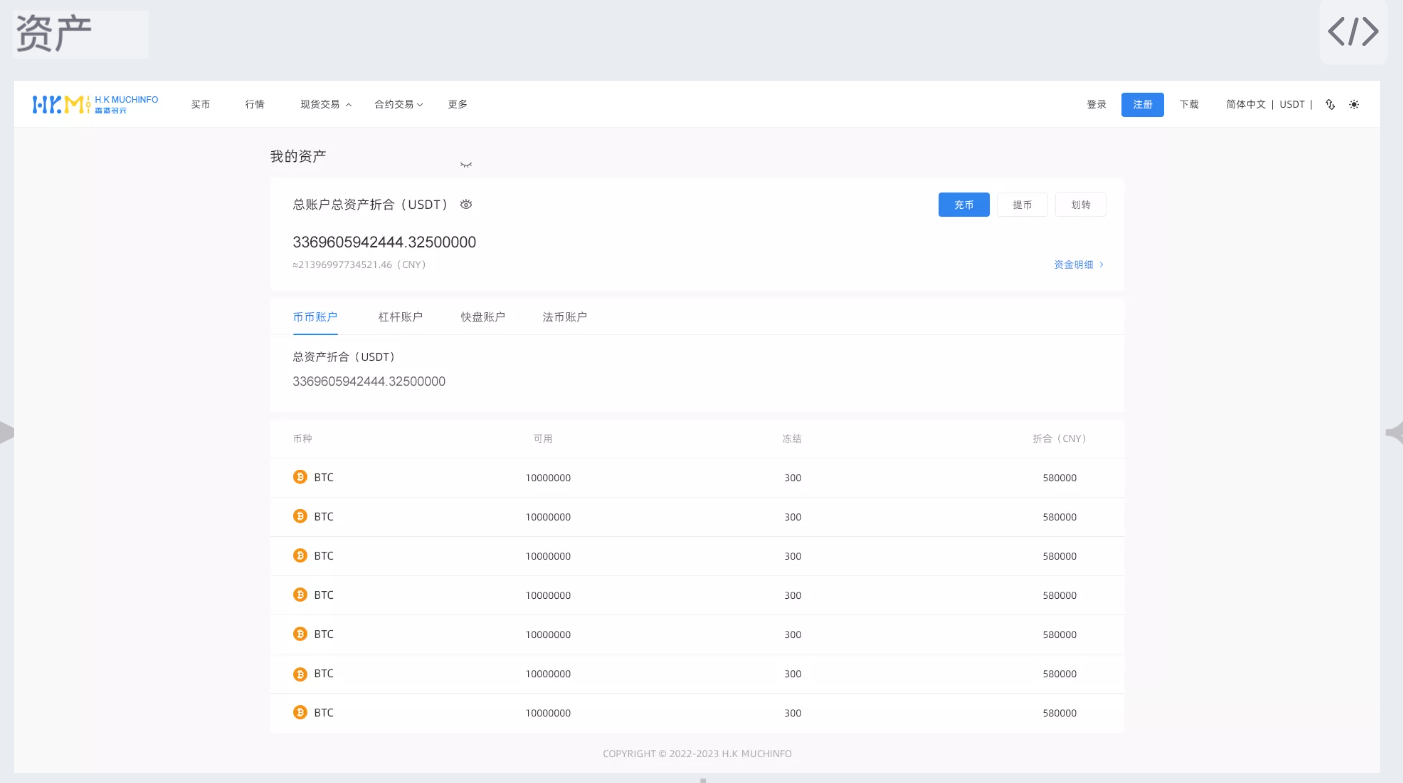 资产
</>
HKM H.K MUCHINFO
香港多元
买币 行情 现货交易 合约交易 更多 登录 注册 下载 简体中文 | USDT |
我的资产
总账户总资产折合（USDT） 充币 提币 划转
3369605942444.32500000
≈21396997734521.46（CNY） 资金明细 >
币币账户 杠杆账户 快盘账户 法币账户
总资产折合（USDT）
3369605942444.32500000
币种 可用 冻结 折合（CNY）
BTC 10000000 300 580000
BTC 10000000 300 580000
BTC 10000000 300 580000
BTC 10000000 300 580000
BTC 10000000 300 580000
BTC 10000000 300 580000
BTC 10000000 300 580000
COPYRIGHT © 2022-2023 H.K MUCHINFO